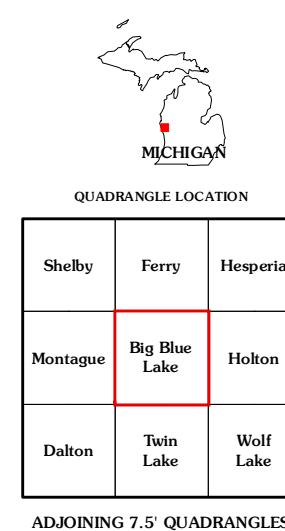 MICHIGAN
QUADRANGLE LOCATION
Shelby Ferry Hesperia
Montague Big Blue Holton
Lake
Dalton Twin Wolf
Lake Lake
ADJOINING 7.5' QUADRANGLES